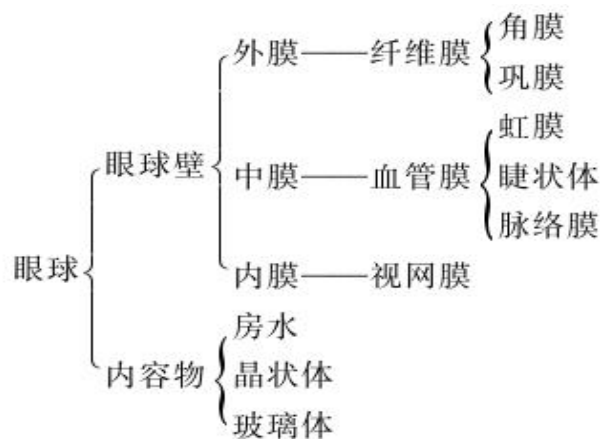 外膜——纤维膜
角膜
巩膜
眼球壁
中膜——血管膜
虹膜
睫状体
脉络膜
眼球
内膜——视网膜
内容物
房水
晶状体
玻璃体